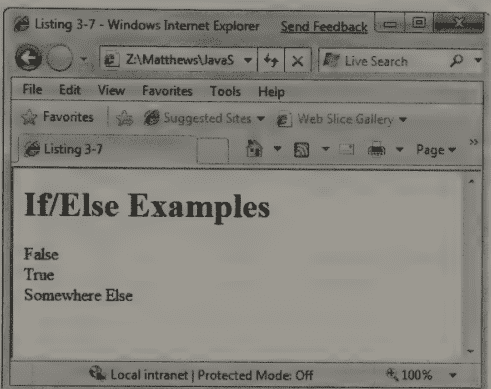 Listing 3-7 - Windows Internet Explorer Send Feedback
Z:\Matthews\JavaS Live Search
File Edit View Favorites Tools Help
Favorites Suggested Sites Web Slice Gallery
Listing 3-7 Page »
If/Else Examples
False
True
Somewhere Else
Local intranet | Protected Mode: Off 100%